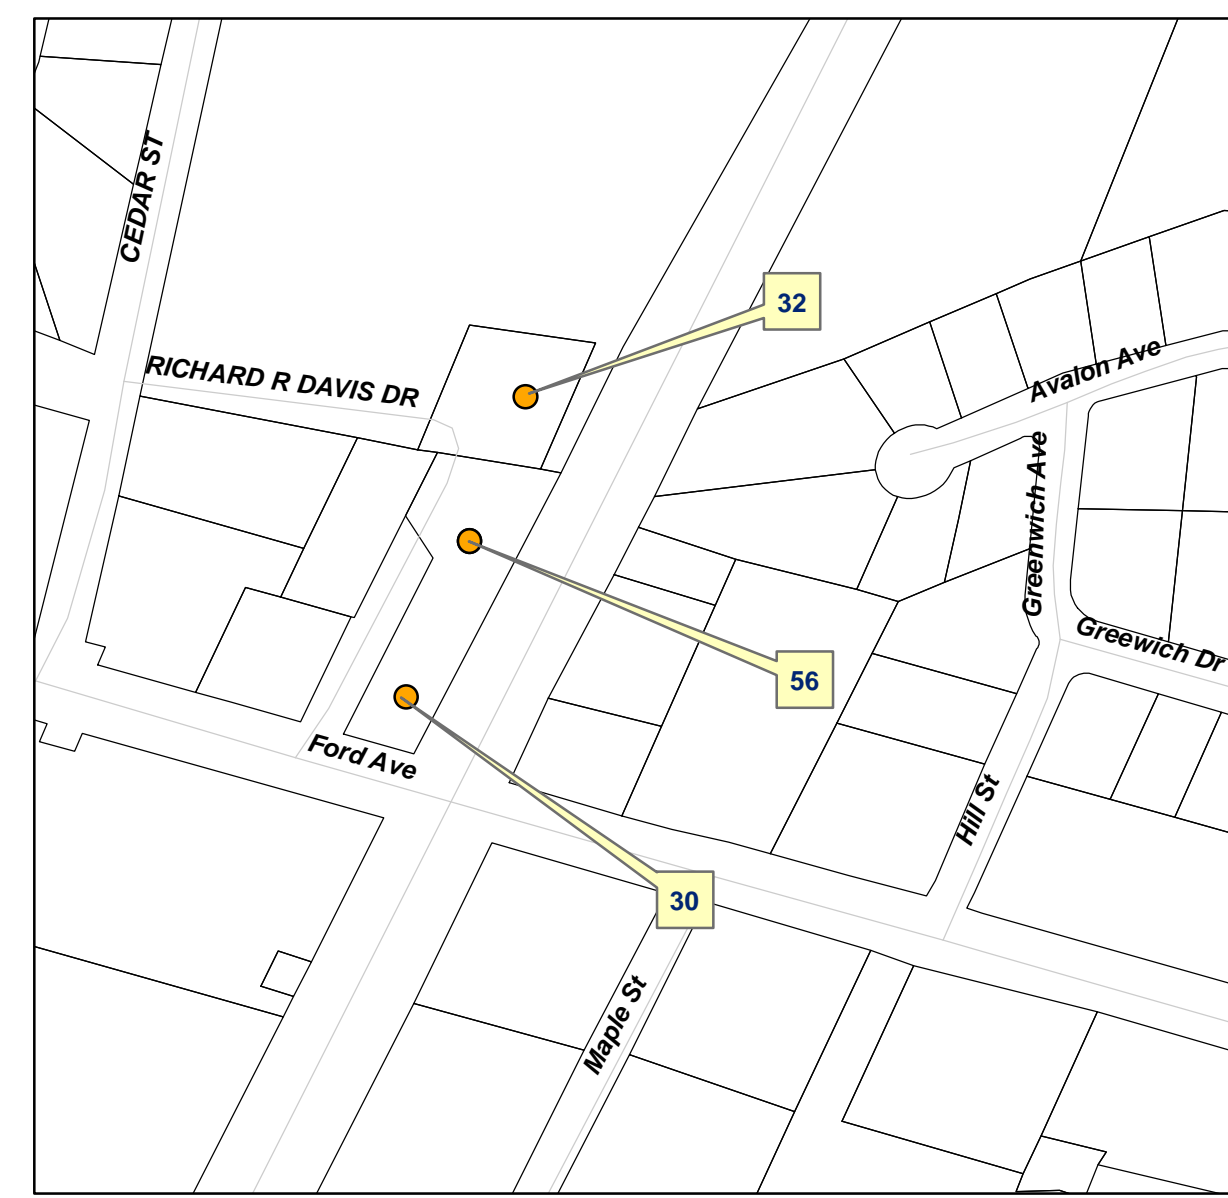 CEDAR ST
32
RICHARD R DAVIS DR
Avalon Ave
Greenwich Ave
Greewich Dr
56
Ford Ave
Hill St
30
Maple St